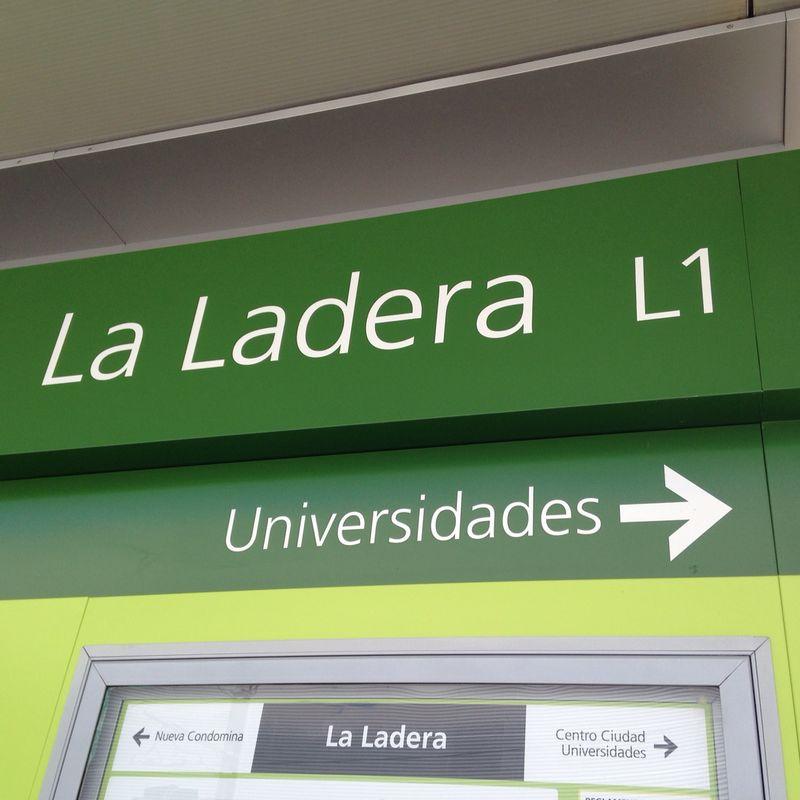 La Ladera L1
Universidades →
← Nueva Condomina
La Ladera
Centro Ciudad
Universidades →